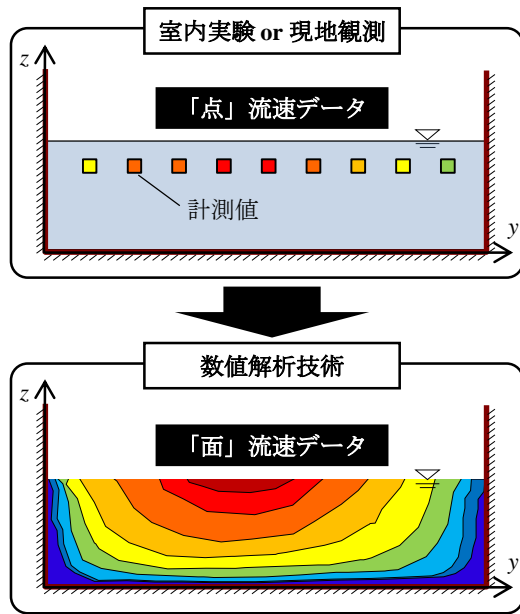 室内実験 or 現地観測
z
「点」流速データ
計測値
y
数値解析技術
z
「面」流速データ
y